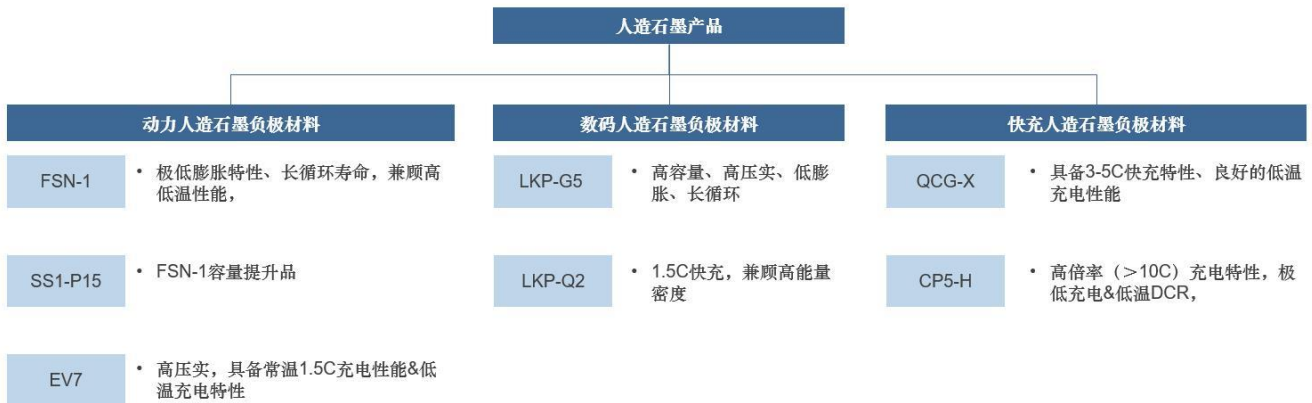 人造石墨产品
动力人造石墨负极材料
FSN-1
• 极低膨胀特性、长循环寿命，兼顾高
低温性能，
SS1-P15
• FSN-1容量提升品
EV7
• 高压实，具备常温1.5C充电性能&低
温充电特性
数码人造石墨负极材料
LKP-G5
• 高容量、高压实、低膨
胀、长循环
LKP-Q2
• 1.5C快充，兼顾高能量
密度
快充人造石墨负极材料
QCG-X
• 具备3-5C快充特性、良好的低温
充电性能
CP5-H
• 高倍率（＞10C）充电特性，极
低充电&低温DCR，